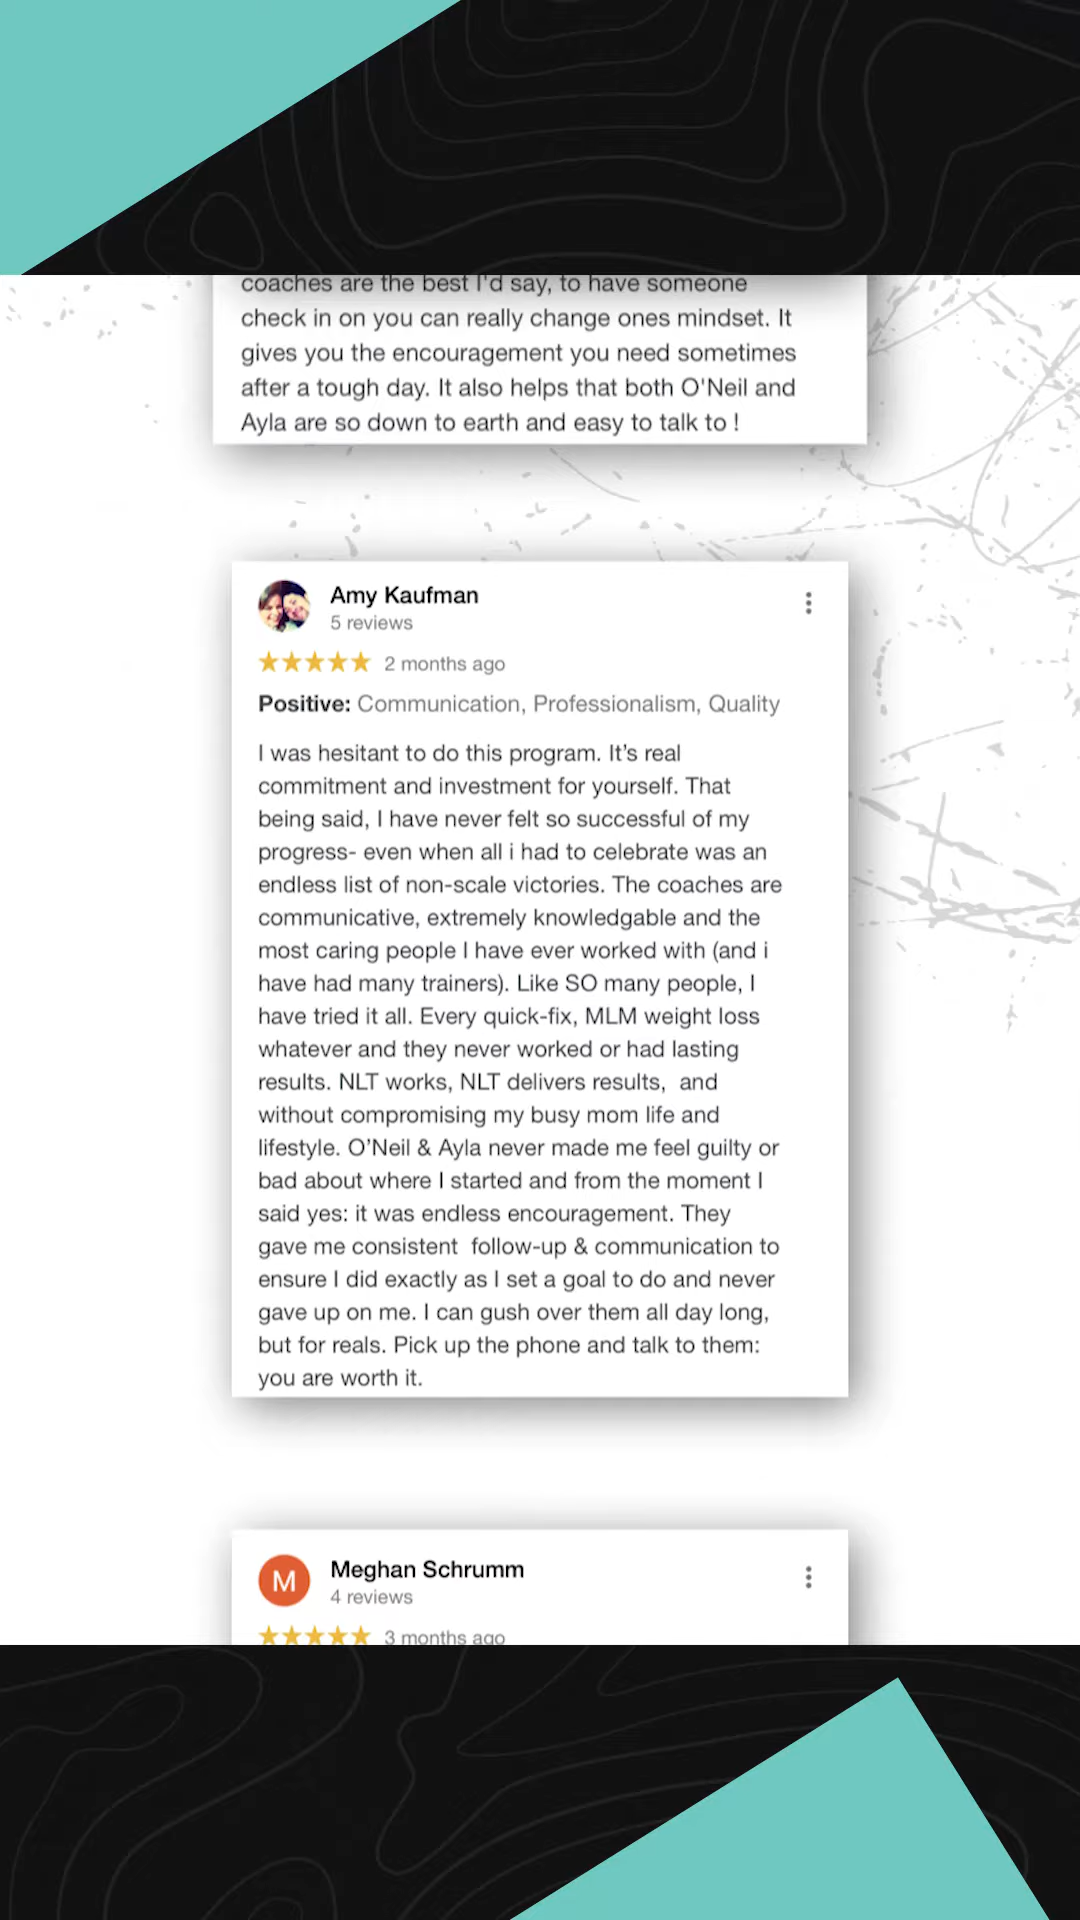 coaches are the best I'd say, to have someone
check in on you can really change ones mindset. It
gives you the encouragement you need sometimes
after a tough day. It also helps that both O'Neil and
Ayla are so down to earth and easy to talk to !
Amy Kaufman
5 reviews
2 months ago
Positive: Communication, Professionalism, Quality
I was hesitant to do this program. It’s real
commitment and investment for yourself. That
being said, I have never felt so successful of my
progress- even when all i had to celebrate was an
endless list of non-scale victories. The coaches are
communicative, extremely knowledgable and the
most caring people I have ever worked with (and i
have had many trainers). Like SO many people, I
have tried it all. Every quick-fix, MLM weight loss
whatever and they never worked or had lasting
results. NLT works, NLT delivers results,  and
without compromising my busy mom life and
lifestyle. O’Neil & Ayla never made me feel guilty or
bad about where I started and from the moment I
said yes: it was endless encouragement. They
gave me consistent  follow-up & communication to
ensure I did exactly as I set a goal to do and never
gave up on me. I can gush over them all day long,
but for reals. Pick up the phone and talk to them:
you are worth it.
M
Meghan Schrumm
4 reviews
3 months ago